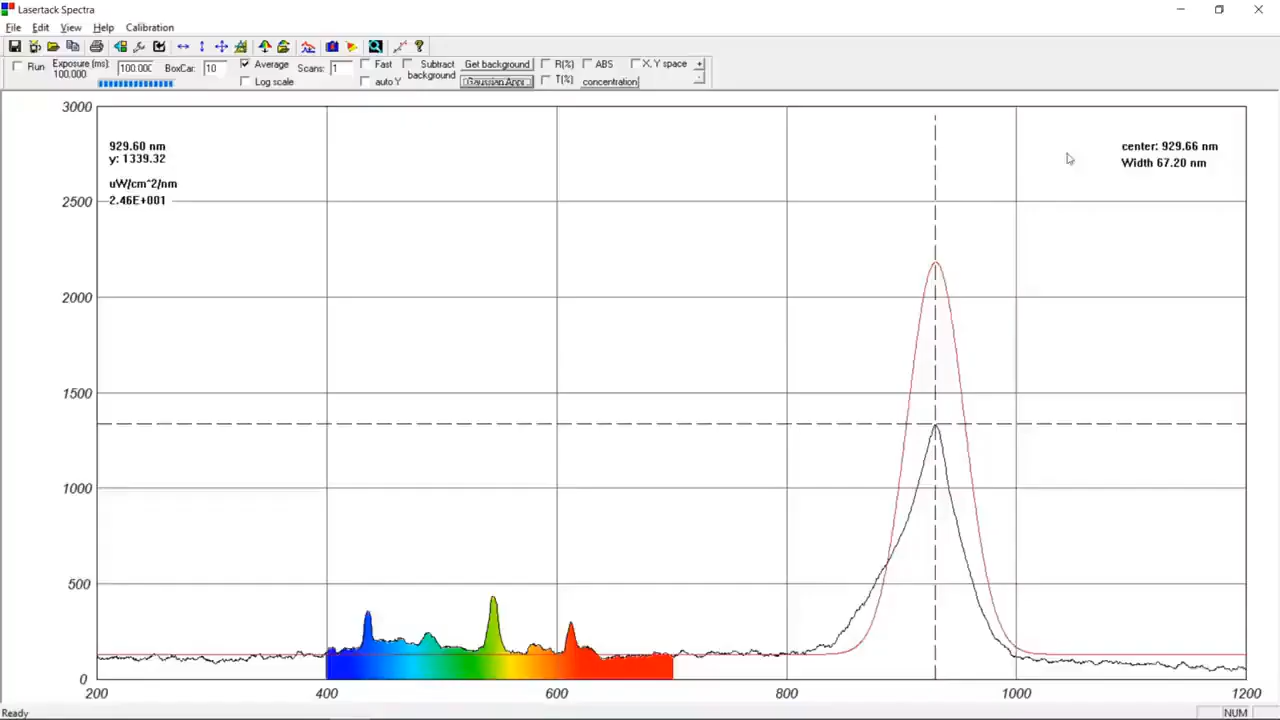 Lasertack Spectra
File Edit View Help Calibration
Run Exposure (ms): 100.000 BoxCar: 10 Average Scans: 1 Fast Subtract background Get background R(%) ABS X, Y space +
100.000 Log scale auto Y Gaussian Appr. T(%) concentration -
3000
929.60 nm
y: 1339.32
uW/cm^2/nm
2.46E+001
center: 929.66 nm
Width 67.20 nm
2500
2000
1500
1000
500
0
200 400 600 800 1000 1200
Ready NUM